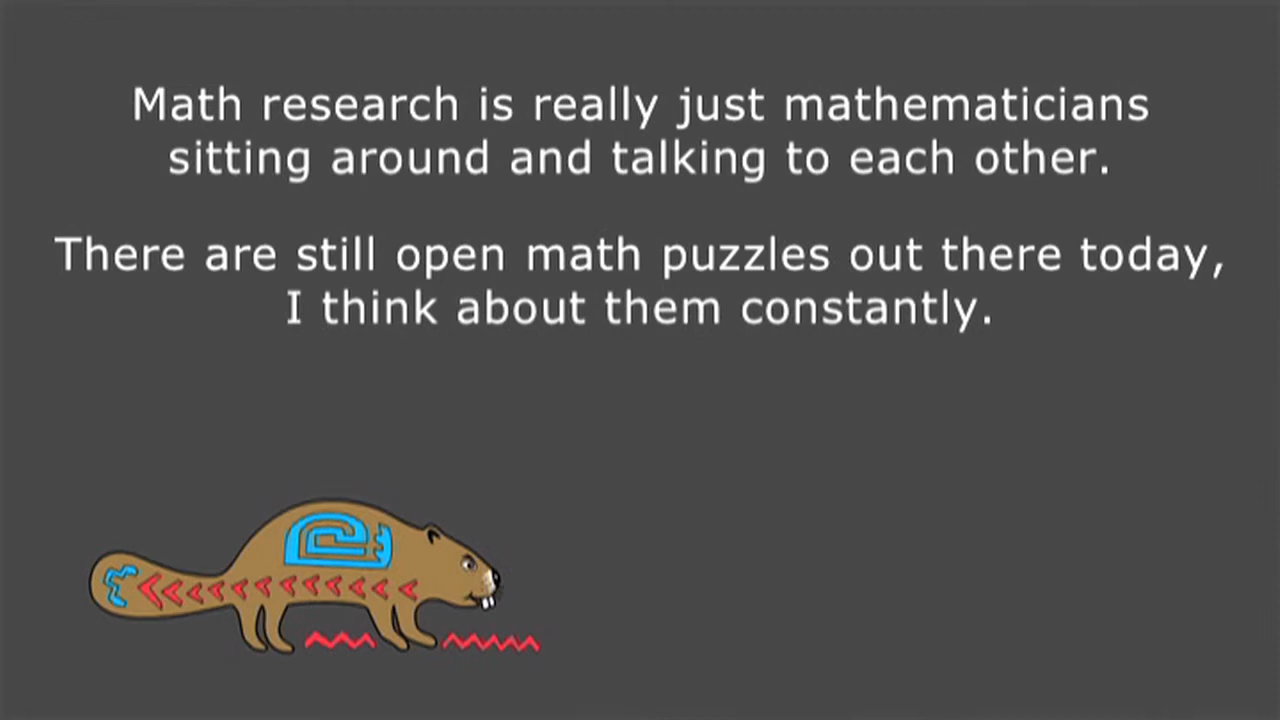 Math research is really just mathematicians
sitting around and talking to each other.
There are still open math puzzles out there today,
I think about them constantly.